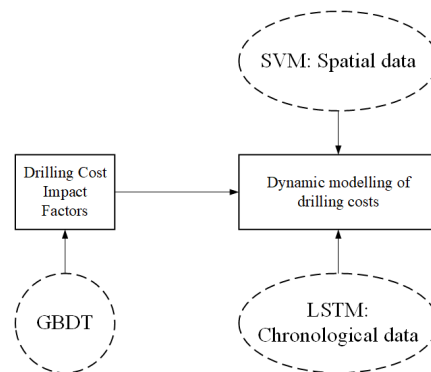 SVM: Spatial data
Drilling Cost
Impact
Factors
Dynamic modelling of
drilling costs
GBDT
LSTM:
Chronological data